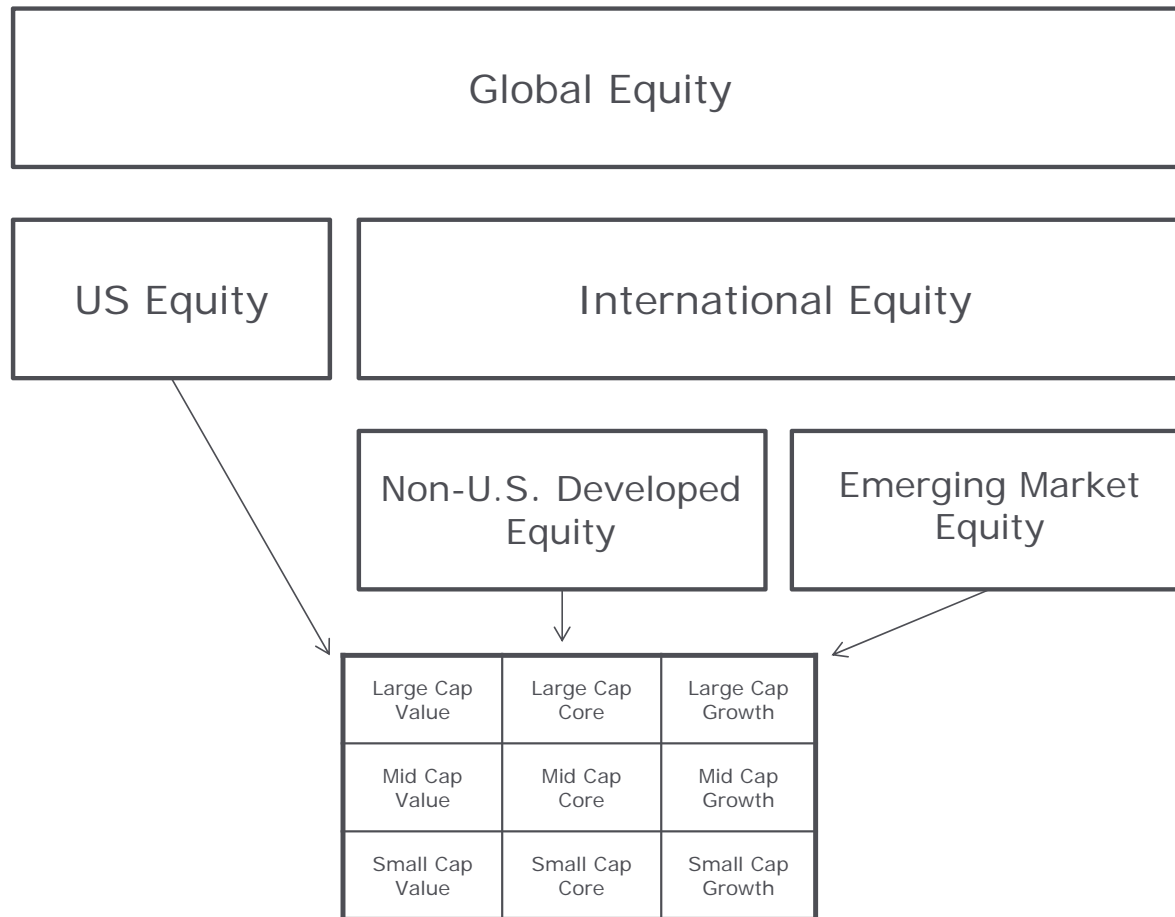 Global Equity
US Equity
International Equity
Non-U.S. Developed
Equity
Emerging Market
Equity
Large Cap
Value
Large Cap
Core
Large Cap
Growth
Mid Cap
Value
Mid Cap
Core
Mid Cap
Growth
Small Cap
Value
Small Cap
Core
Small Cap
Growth